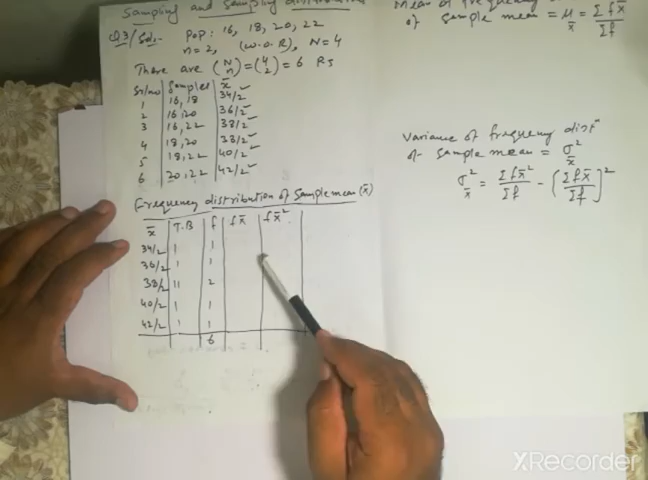 Sampling and Sampling distribution
Q3/Sol:- Pop: 16, 18, 20, 22
n=2, (W.O.R), N=4
There are (N n) = (4 2) = 6 R S
Sr/no Samples x̄
1 16, 18 34/2
2 16, 20 36/2
3 16, 22 38/2
4 18, 20 38/2
5 18, 22 40/2
6 20, 22 42/2
Frequency distribution of Sample mean (x̄)
x̄ T.B f fx̄ fx̄²
34/2 1 1
36/2 1 1
38/2 11 2
40/2 1 1
42/2 1 1
6
Mean of frequency
of sample mean = μx̄ = Σfx̄/Σf
Variance of frequency distⁿ
of sample mean = σ²x̄
σ²x̄ = Σfx̄²/Σf - (Σfx̄/Σf)²
XRecorder